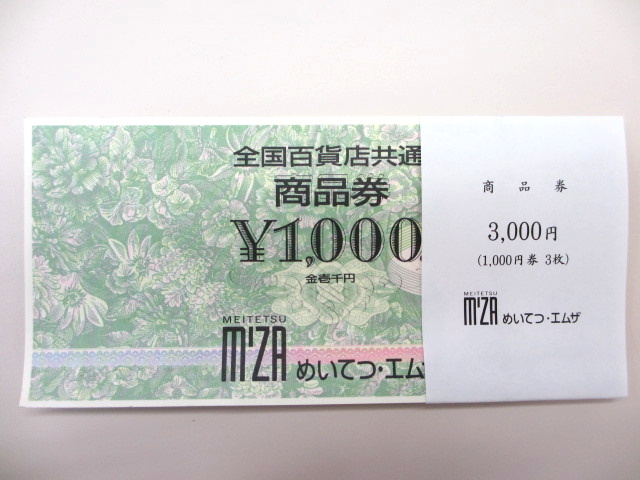 全国百貨店共通
商品券
¥1,000
金壱千円
MEITETSU
M'ZA めいてつ・エム
商品券
3,000円
(1,000円券 3枚)
MEITETSU
M'ZA めいてつ・エムザ